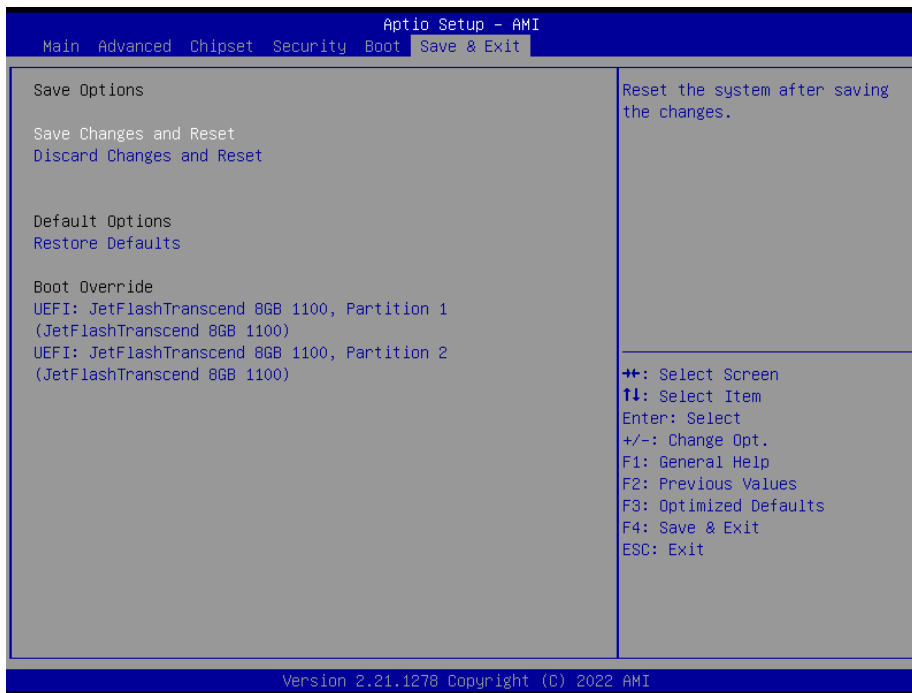 Aptio Setup – AMI
Main Advanced Chipset Security Boot Save & Exit
Save Options
Save Changes and Reset
Discard Changes and Reset
Default Options
Restore Defaults
Boot Override
UEFI: JetFlashTranscend 8GB 1100, Partition 1
(JetFlashTranscend 8GB 1100)
UEFI: JetFlashTranscend 8GB 1100, Partition 2
(JetFlashTranscend 8GB 1100)
Reset the system after saving
the changes.
→←: Select Screen
↑↓: Select Item
Enter: Select
+/-: Change Opt.
F1: General Help
F2: Previous Values
F3: Optimized Defaults
F4: Save & Exit
ESC: Exit
Version 2.21.1278 Copyright (C) 2022 AMI